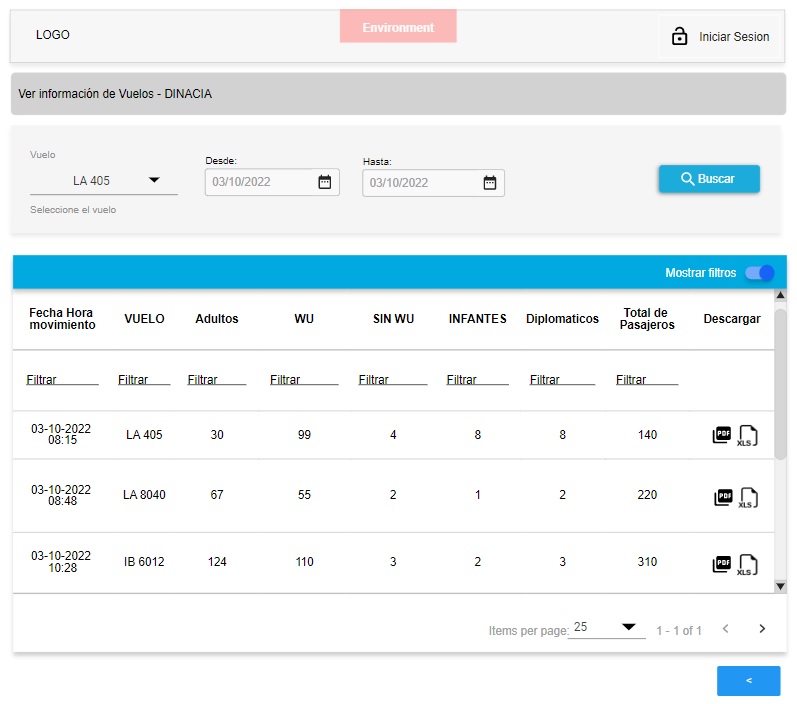 LOGO
Environment
Iniciar Sesion
Ver información de Vuelos - DINACIA
Vuelo
LA 405
Seleccione el vuelo
Desde:
03/10/2022
Hasta:
03/10/2022
Buscar
Mostrar filtros
Fecha Hora movimiento VUELO Adultos WU SIN WU INFANTES Diplomaticos Total de Pasajeros Descargar
Filtrar Filtrar Filtrar Filtrar Filtrar Filtrar Filtrar Filtrar
03-10-2022 08:15 LA 405 30 99 4 8 8 140 PDF XLS
03-10-2022 08:48 LA 8040 67 55 2 1 2 220 PDF XLS
03-10-2022 10:28 IB 6012 124 110 3 2 3 310 PDF XLS
Items per page: 25 1 - 1 of 1 < >
<